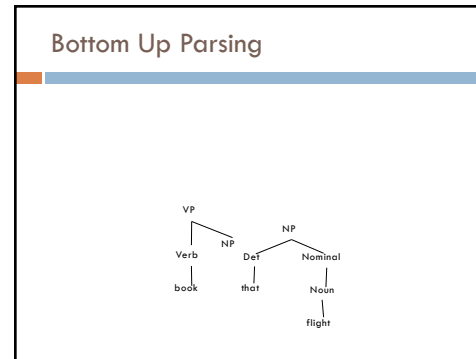 Bottom Up Parsing
VP
NP
NP
Verb
Det
Nominal
book
that
Noun
flight